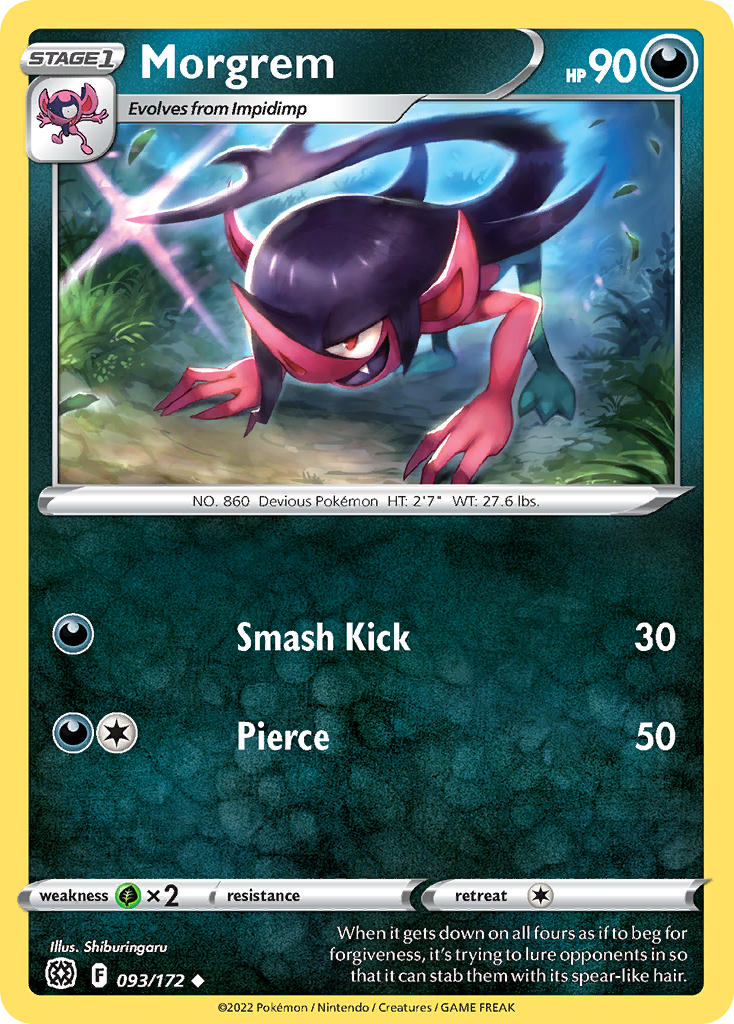 STAGE1
Morgrem
HP 90
Evolves from Impidimp
NO. 860 Devious Pokémon HT: 2'7" WT: 27.6 lbs.
Smash Kick 30
Pierce 50
weakness ×2 resistance retreat
Illus. Shiburingaru
When it gets down on all fours as if to beg for
forgiveness, it's trying to lure opponents in so
that it can stab them with its spear-like hair.
F 093/172
©2022 Pokémon / Nintendo / Creatures / GAME FREAK